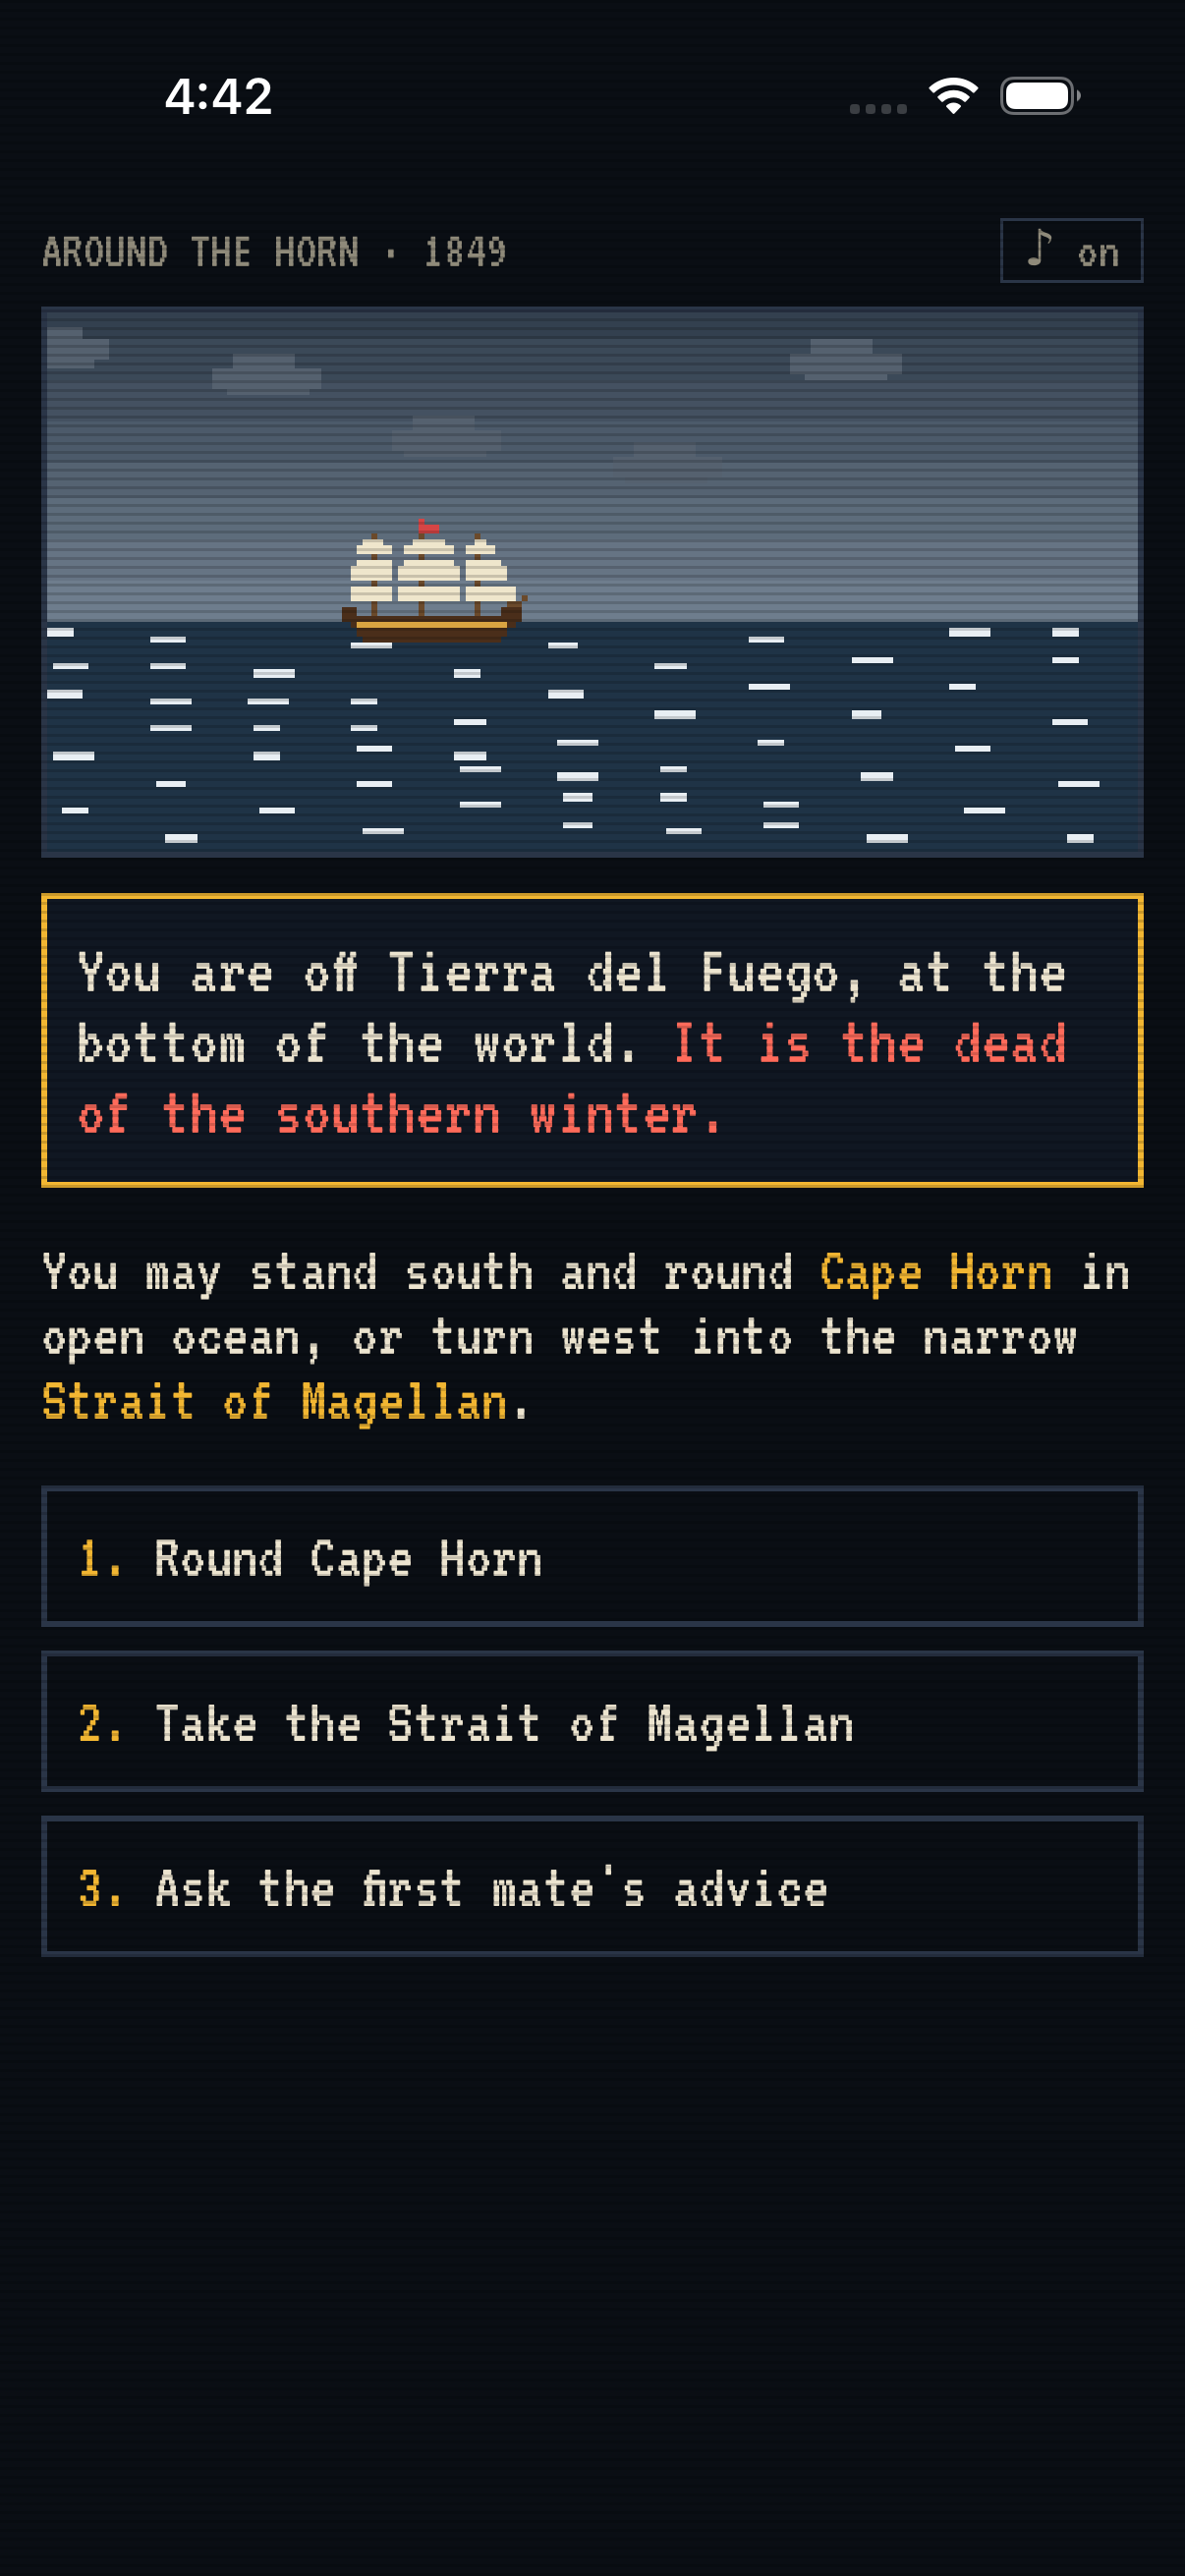 4:42
AROUND THE HORN · 1849
♪ on
You are off Tierra del Fuego, at the
bottom of the world. It is the dead
of the southern winter.
You may stand south and round Cape Horn in
open ocean, or turn west into the narrow
Strait of Magellan.
1. Round Cape Horn
2. Take the Strait of Magellan
3. Ask the first mate's advice